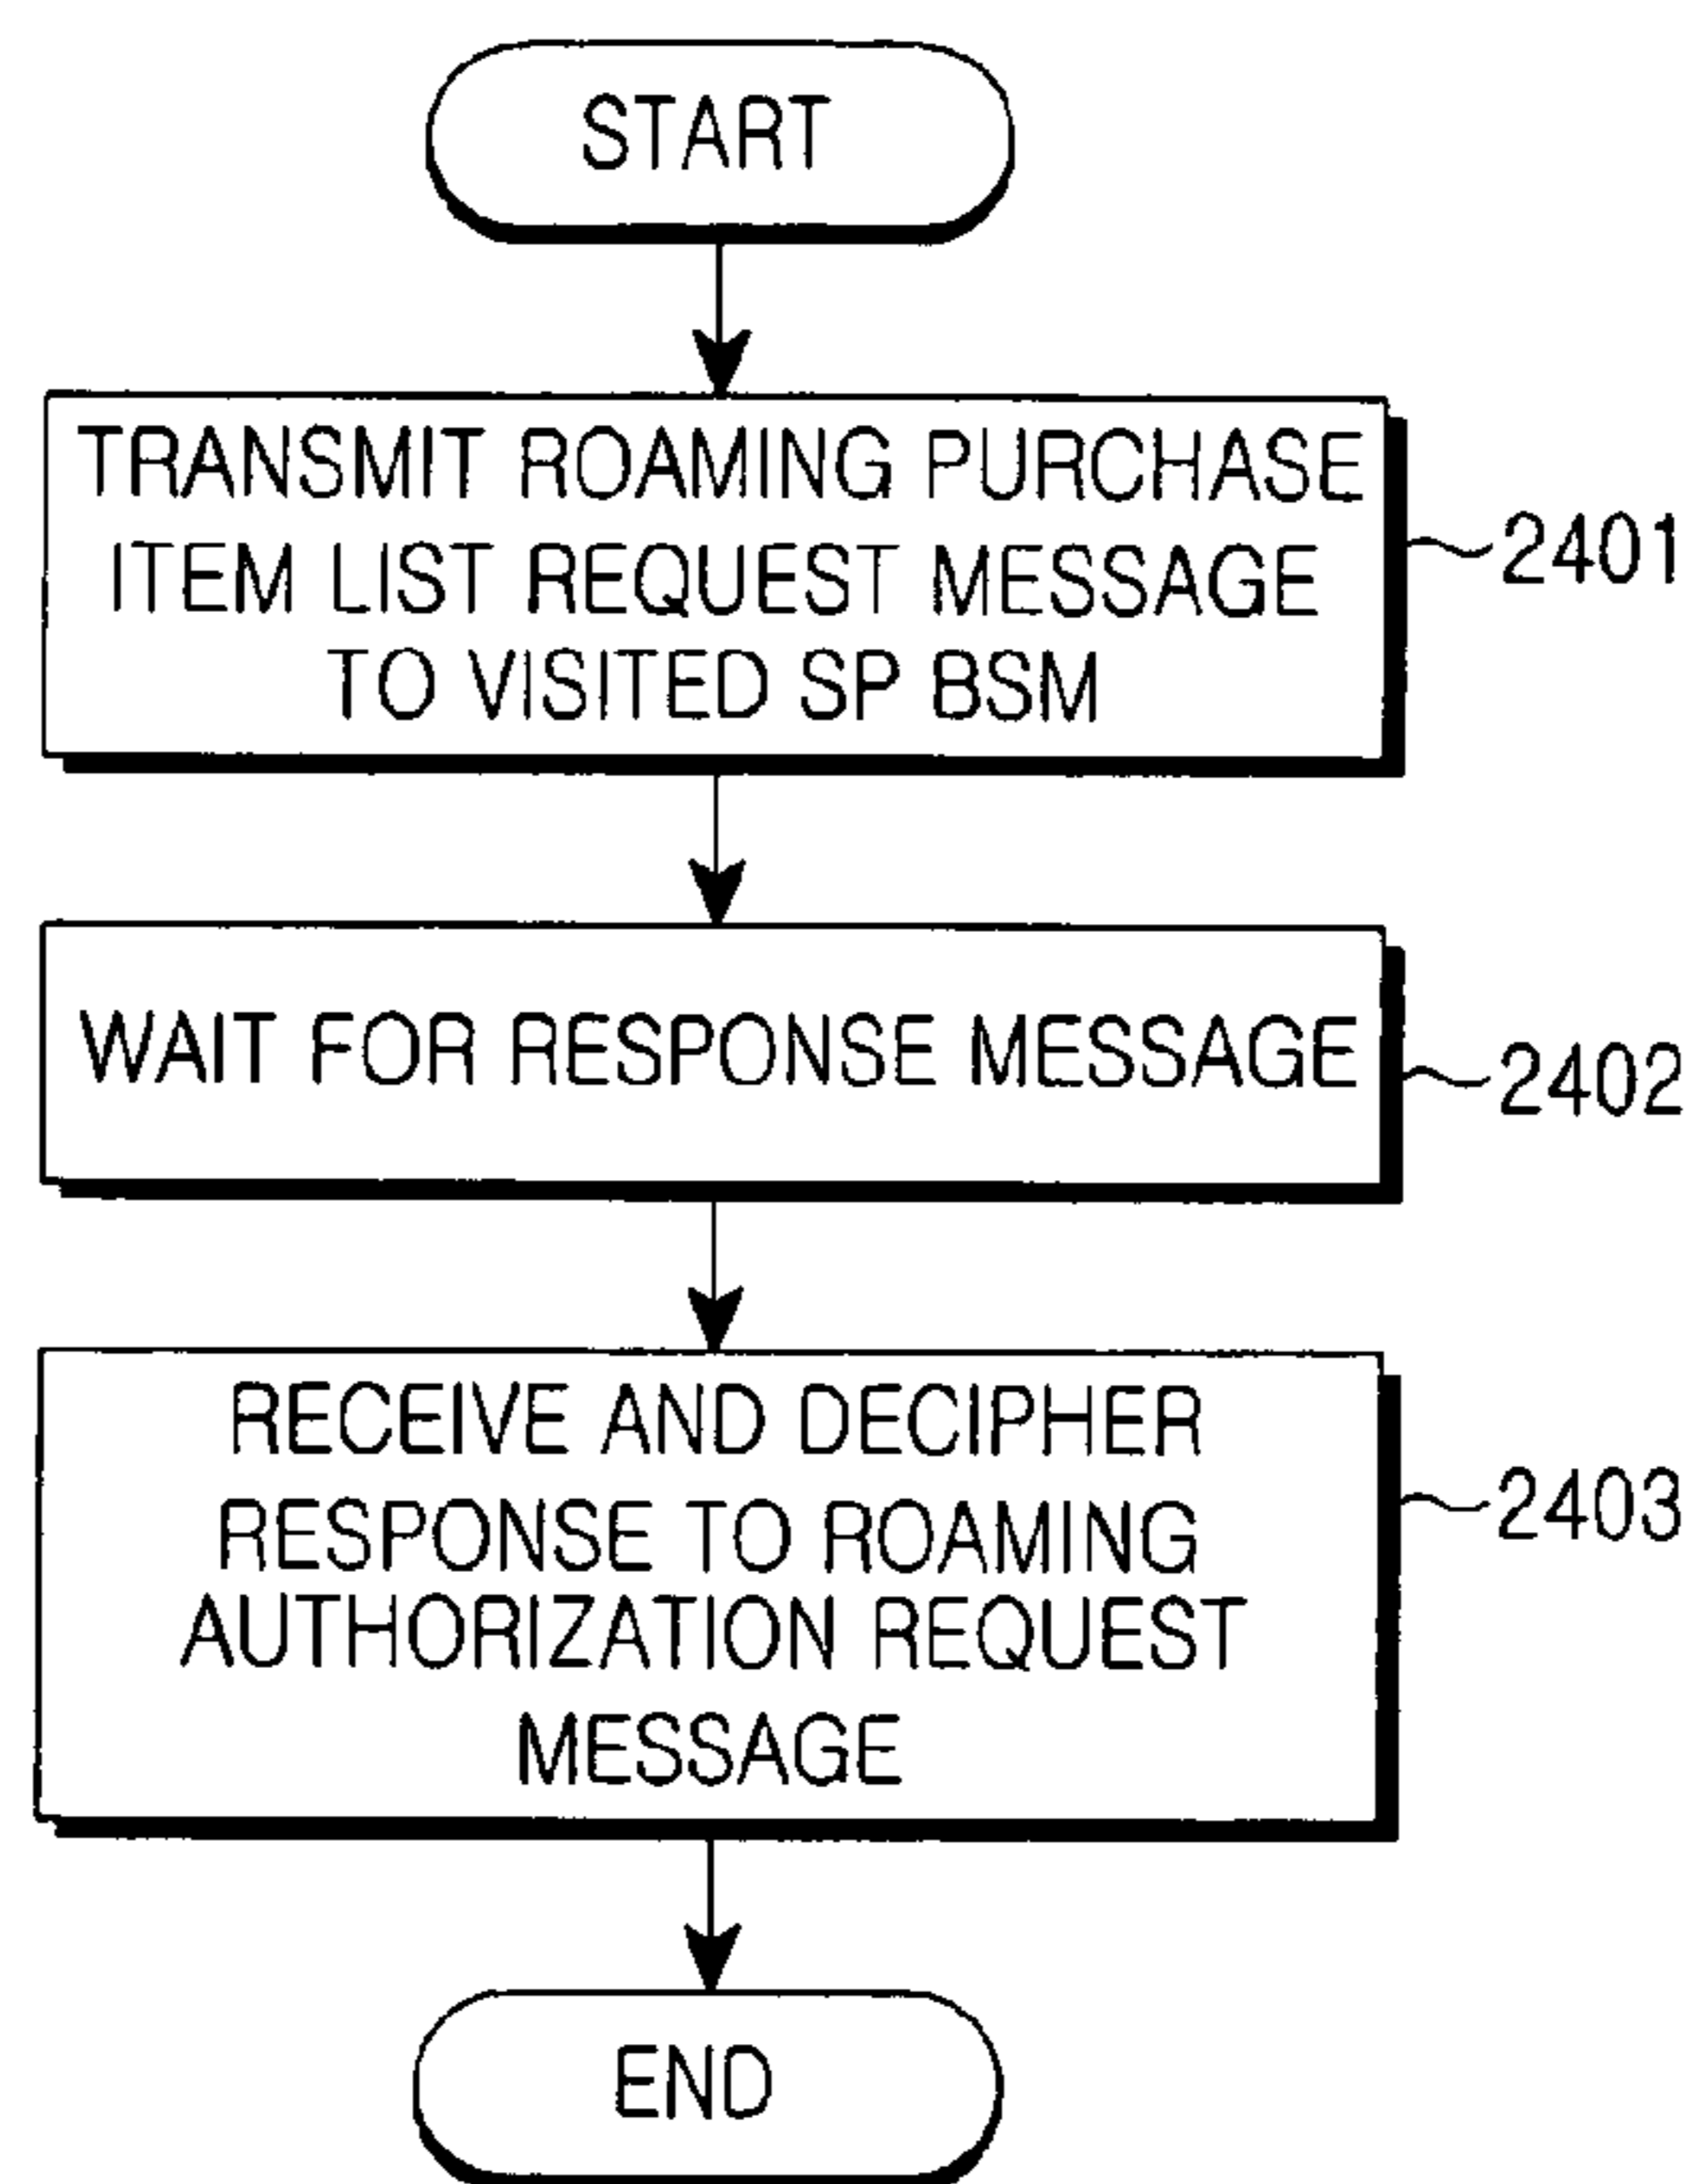 START
TRANSMIT ROAMING PURCHASE
ITEM LIST REQUEST MESSAGE
TO VISITED SP BSM
2401
WAIT FOR RESPONSE MESSAGE
2402
RECEIVE AND DECIPHER
RESPONSE TO ROAMING
AUTHORIZATION REQUEST
MESSAGE
2403
END